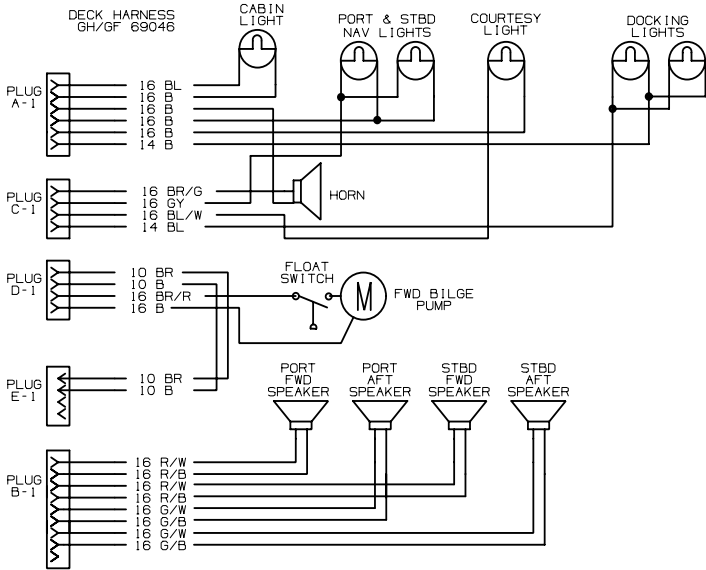 DECK HARNESS
GH/GF 69046
CABIN
LIGHT
PORT & STBD
NAV LIGHTS
COURTESY
LIGHT
DOCKING
LIGHTS
PLUG
A-1
16 BL
16 B
16 B
16 B
16 B
14 B
PLUG
C-1
16 BR/G
16 GY
16 BL/W
14 BL
HORN
PLUG
D-1
10 BR
10 B
16 BR/R
16 B
FLOAT
SWITCH
M
FWD BILGE
PUMP
PLUG
E-1
10 BR
10 B
PORT
FWD
SPEAKER
PORT
AFT
SPEAKER
STBD
FWD
SPEAKER
STBD
AFT
SPEAKER
PLUG
B-1
16 R/W
16 R/B
16 R/W
16 R/B
16 G/W
16 G/B
16 G/W
16 G/B